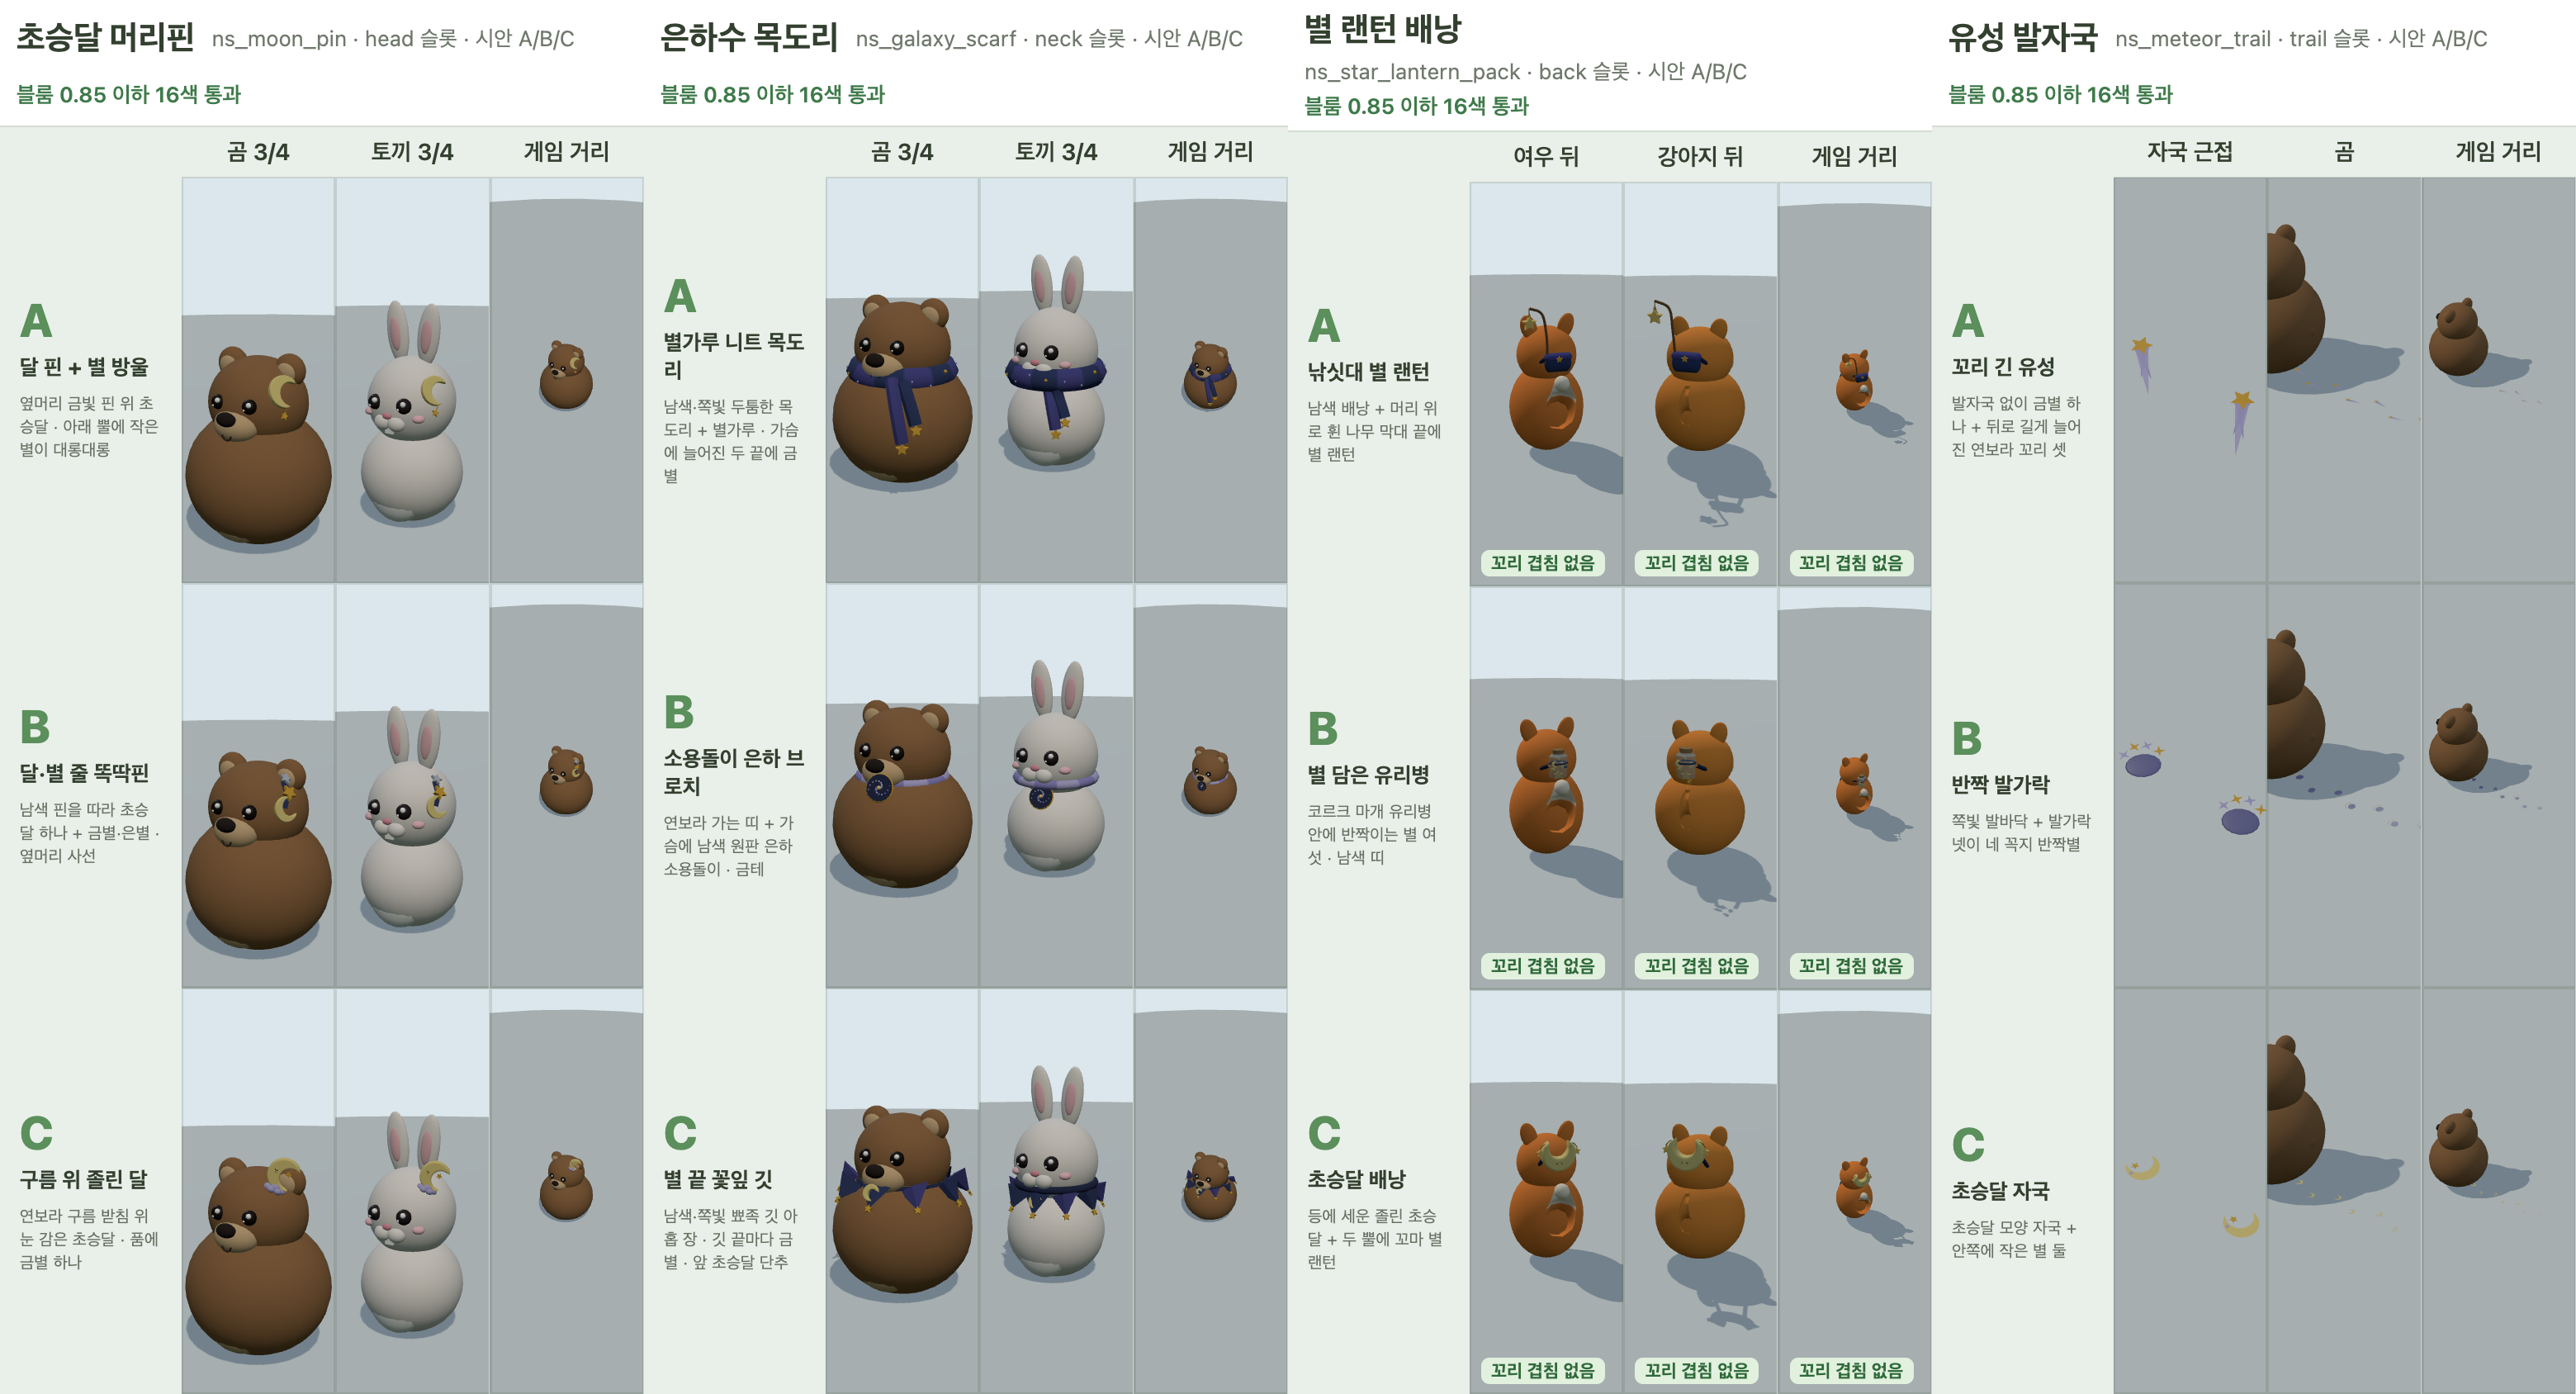 초승달 머리핀 ns_moon_pin · head 슬롯 · 시안 A/B/C
블룸 0.85 이하 16색 통과
곰 3/4 토끼 3/4 게임 거리
A
달 핀 + 별 방울
옆머리 금빛 핀 위 초
승달 · 아래 뿔에 작은
별이 대롱대롱
B
달·별 줄 똑딱핀
남색 핀을 따라 초승
달 하나 + 금별·은별 ·
옆머리 사선
C
구름 위 졸린 달
연보라 구름 받침 위
눈 감은 초승달 · 품에
금별 하나
은하수 목도리 ns_galaxy_scarf · neck 슬롯 · 시안 A/B/C
블룸 0.85 이하 16색 통과
곰 3/4 토끼 3/4 게임 거리
A
별가루 니트 목도
리
남색·쪽빛 두툼한 목
도리 + 별가루 · 가슴
에 늘어진 두 끝에 금
별
B
소용돌이 은하 브
로치
연보라 가는 띠 + 가
슴에 남색 원판 은하
소용돌이 · 금테
C
별 끝 꽃잎 깃
남색·쪽빛 뾰족 깃 아
홉 장 · 깃 끝마다 금
별 · 앞 초승달 단추
별 랜턴 배낭
ns_star_lantern_pack · back 슬롯 · 시안 A/B/C
블룸 0.85 이하 16색 통과
여우 뒤 강아지 뒤 게임 거리
A
낚싯대 별 랜턴
남색 배낭 + 머리 위
로 휜 나무 막대 끝에
별 랜턴
꼬리 겹침 없음 꼬리 겹침 없음 꼬리 겹침 없음
B
별 담은 유리병
코르크 마개 유리병
안에 반짝이는 별 여
섯 · 남색 띠
꼬리 겹침 없음 꼬리 겹침 없음 꼬리 겹침 없음
C
초승달 배낭
등에 세운 졸린 초승
달 + 두 뿔에 꼬마 별
랜턴
꼬리 겹침 없음 꼬리 겹침 없음 꼬리 겹침 없음
유성 발자국 ns_meteor_trail · trail 슬롯 · 시안 A/B/C
블룸 0.85 이하 16색 통과
자국 근접 곰 게임 거리
A
꼬리 긴 유성
발자국 없이 금별 하
나 + 뒤로 길게 늘어
진 연보라 꼬리 셋
B
반짝 발가락
쪽빛 발바닥 + 발가락
넷이 네 꼭지 반짝별
C
초승달 자국
초승달 모양 자국 +
안쪽에 작은 별 둘